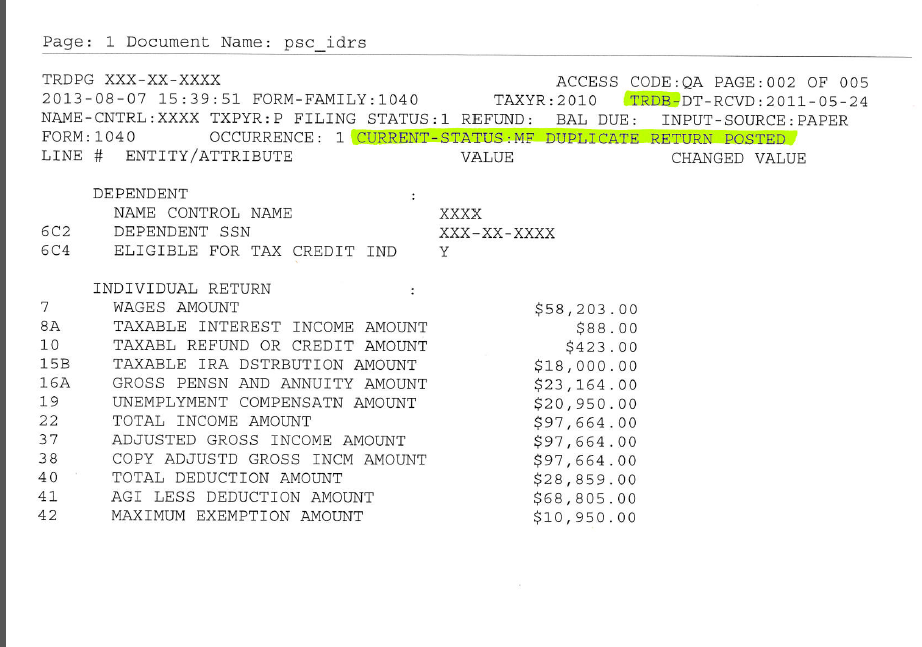 Page: 1 Document Name: psc_idrs
TRDPG XXX-XX-XXXX ACCESS CODE:QA PAGE:002 OF 005
2013-08-07 15:39:51 FORM-FAMILY:1040 TAXYR:2010 TRDB-DT-RCVD:2011-05-24
NAME-CNTRL:XXXX TXPYR:P FILING STATUS:1 REFUND: BAL DUE: INPUT-SOURCE:PAPER
FORM:1040 OCCURRENCE: 1 CURRENT-STATUS:MF DUPLICATE RETURN POSTED
LINE # ENTITY/ATTRIBUTE VALUE CHANGED VALUE
DEPENDENT :
NAME CONTROL NAME XXXX
6C2 DEPENDENT SSN XXX-XX-XXXX
6C4 ELIGIBLE FOR TAX CREDIT IND Y
INDIVIDUAL RETURN :
7 WAGES AMOUNT $58,203.00
8A TAXABLE INTEREST INCOME AMOUNT $88.00
10 TAXABL REFUND OR CREDIT AMOUNT $423.00
15B TAXABLE IRA DSTRBUTION AMOUNT $18,000.00
16A GROSS PENSN AND ANNUITY AMOUNT $23,164.00
19 UNEMPLYMENT COMPENSATN AMOUNT $20,950.00
22 TOTAL INCOME AMOUNT $97,664.00
37 ADJUSTED GROSS INCOME AMOUNT $97,664.00
38 COPY ADJUSTD GROSS INCM AMOUNT $97,664.00
40 TOTAL DEDUCTION AMOUNT $28,859.00
41 AGI LESS DEDUCTION AMOUNT $68,805.00
42 MAXIMUM EXEMPTION AMOUNT $10,950.00